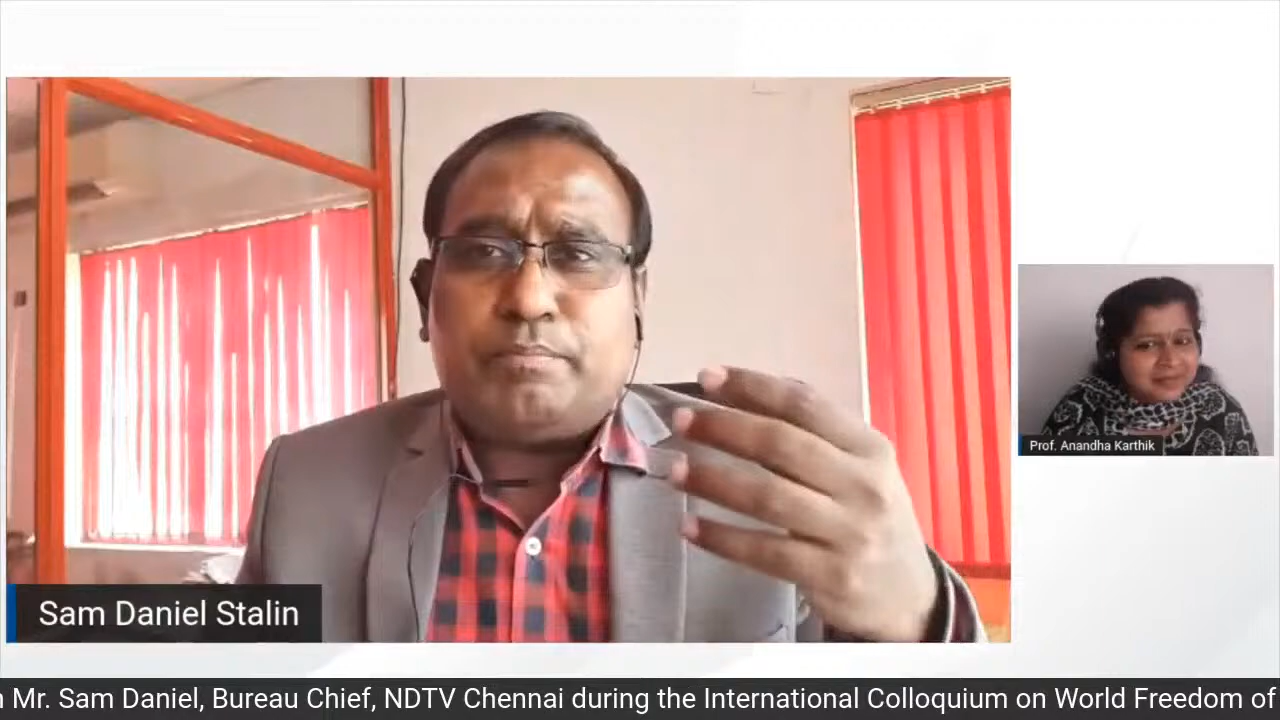 Prof. Anandha Karthik
Sam Daniel Stalin
Mr. Sam Daniel, Bureau Chief, NDTV Chennai during the International Colloquium on World Freedom of